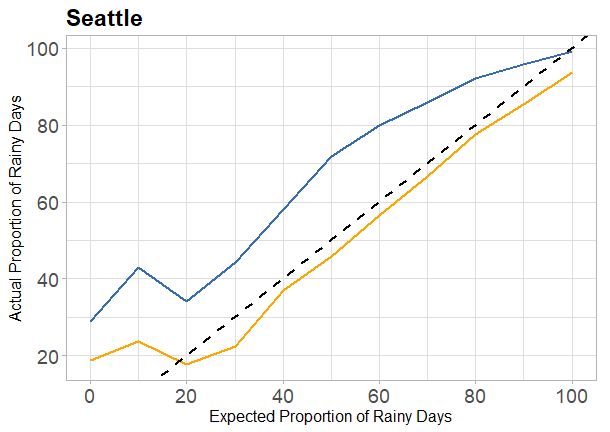 Seattle
100
80
60
40
20
Actual Proportion of Rainy Days
0 20 40 60 80 100
Expected Proportion of Rainy Days